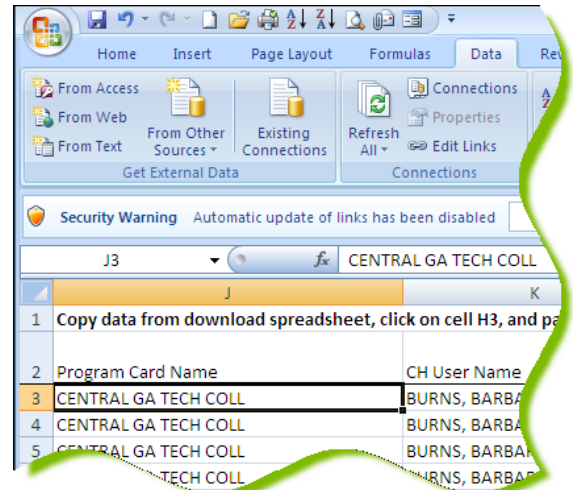 Home Insert Page Layout Formulas Data Rev
From Access
From Web
From Text
From Other Sources
Existing Connections
Get External Data
Refresh All
Connections
Properties
Edit Links
Connections
Security Warning Automatic update of links has been disabled
J3 fx CENTRAL GA TECH COLL
J K
1 Copy data from download spreadsheet, click on cell H3, and pa
2 Program Card Name CH User Name
3 CENTRAL GA TECH COLL BURNS, BARBA
4 CENTRAL GA TECH COLL BURNS, BARBA
5 CENTRAL GA TECH COLL BURNS, BARBAR
TECH COLL BURNS, BARBAR